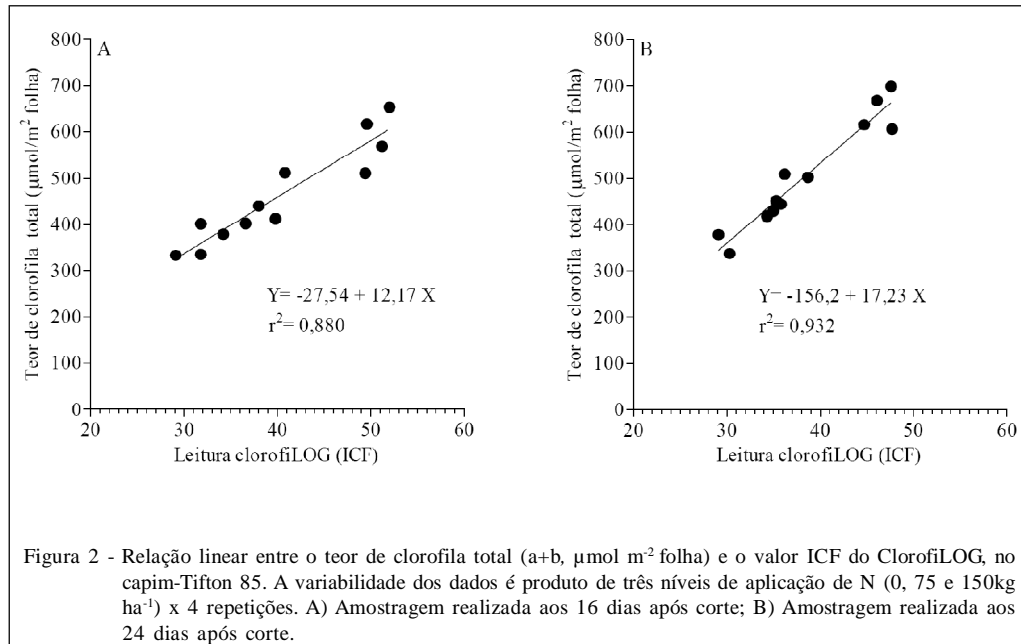 A
800
700
600
500
400
300
200
100
0
20 30 40 50 60
Teor de clorofila total (µmol/m² folha)
Leitura clorofiLOG (ICF)
Y= -27,54 + 12,17 X
r²= 0,880
B
800
700
600
500
400
300
200
100
0
20 30 40 50 60
Teor de clorofila total (µmol/m² folha)
Leitura clorofiLOG (ICF)
Y= -156,2 + 17,23 X
r²= 0,932
Figura 2 - Relação linear entre o teor de clorofila total (a+b, µmol m⁻² folha) e o valor ICF do ClorofiLOG, no
capim-Tifton 85. A variabilidade dos dados é produto de três níveis de aplicação de N (0, 75 e 150kg
ha⁻¹) x 4 repetições. A) Amostragem realizada aos 16 dias após corte; B) Amostragem realizada aos
24 dias após corte.